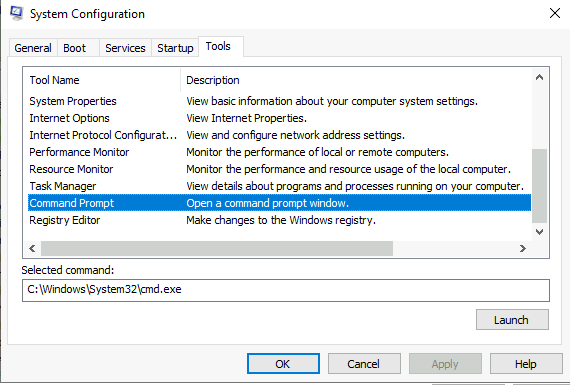 System Configuration
General Boot Services Startup Tools
Tool Name Description
System Properties View basic information about your computer system settings.
Internet Options View Internet Properties.
Internet Protocol Configurat... View and configure network address settings.
Performance Monitor Monitor the performance of local or remote computers.
Resource Monitor Monitor the performance and resource usage of the local computer.
Task Manager View details about programs and processes running on your computer.
Command Prompt Open a command prompt window.
Registry Editor Make changes to the Windows registry.
Selected command:
C:\Windows\System32\cmd.exe
Launch
OK Cancel Apply Help